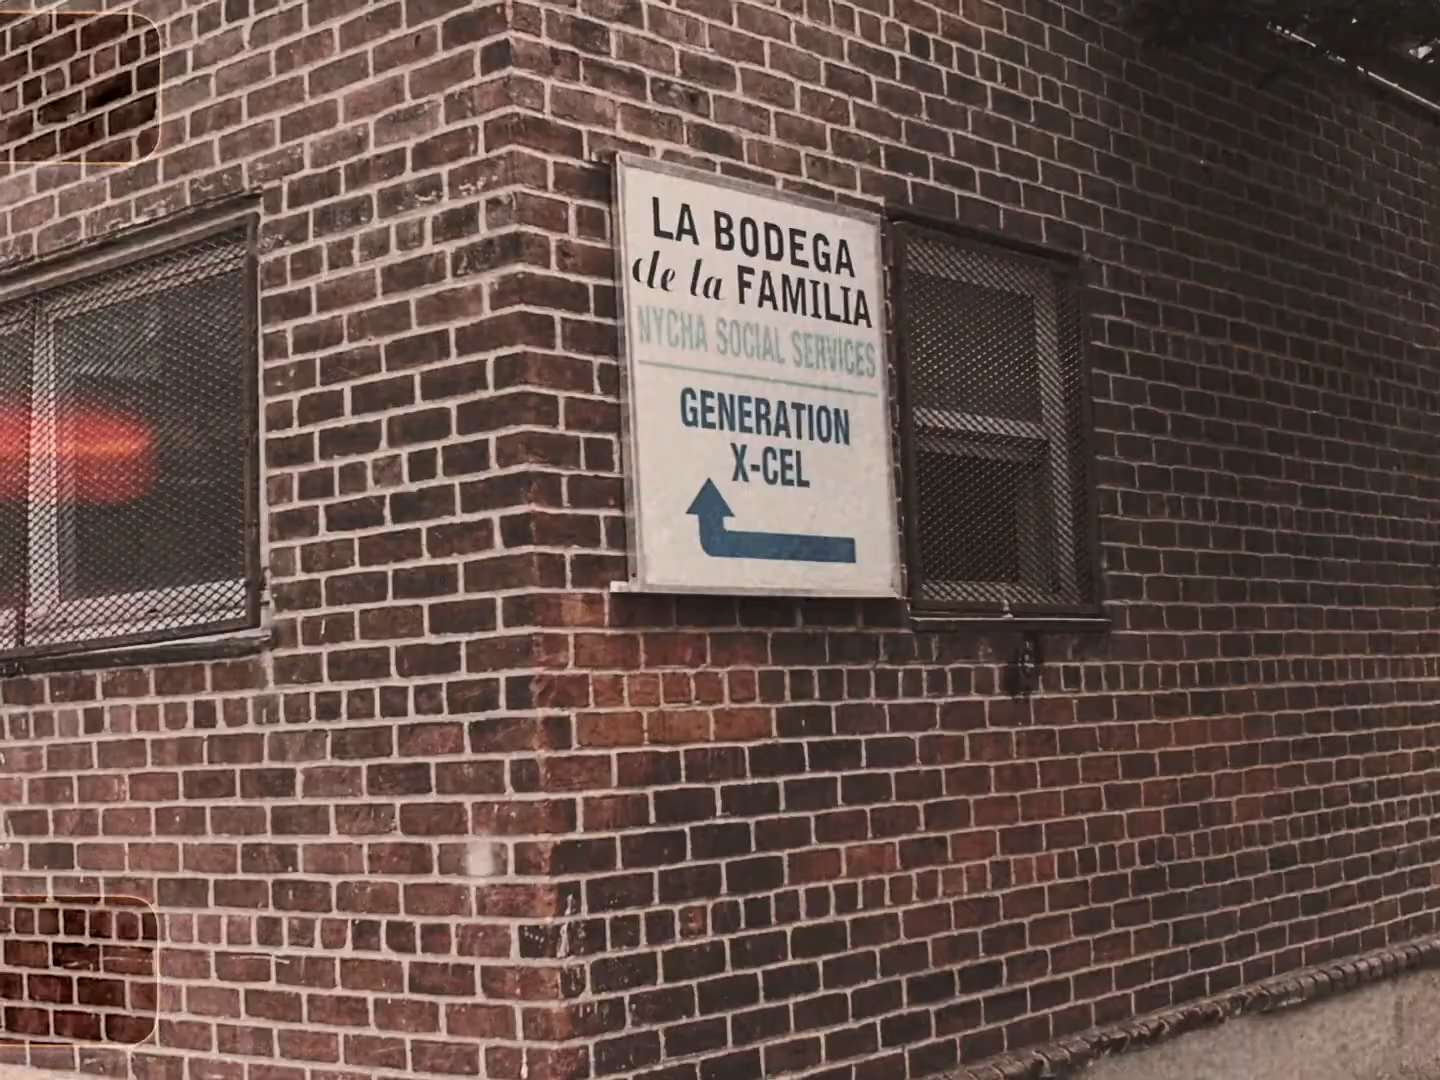 LA BODEGA
de la FAMILIA
NYCHA SOCIAL SERVICES
GENERATION
X-CEL